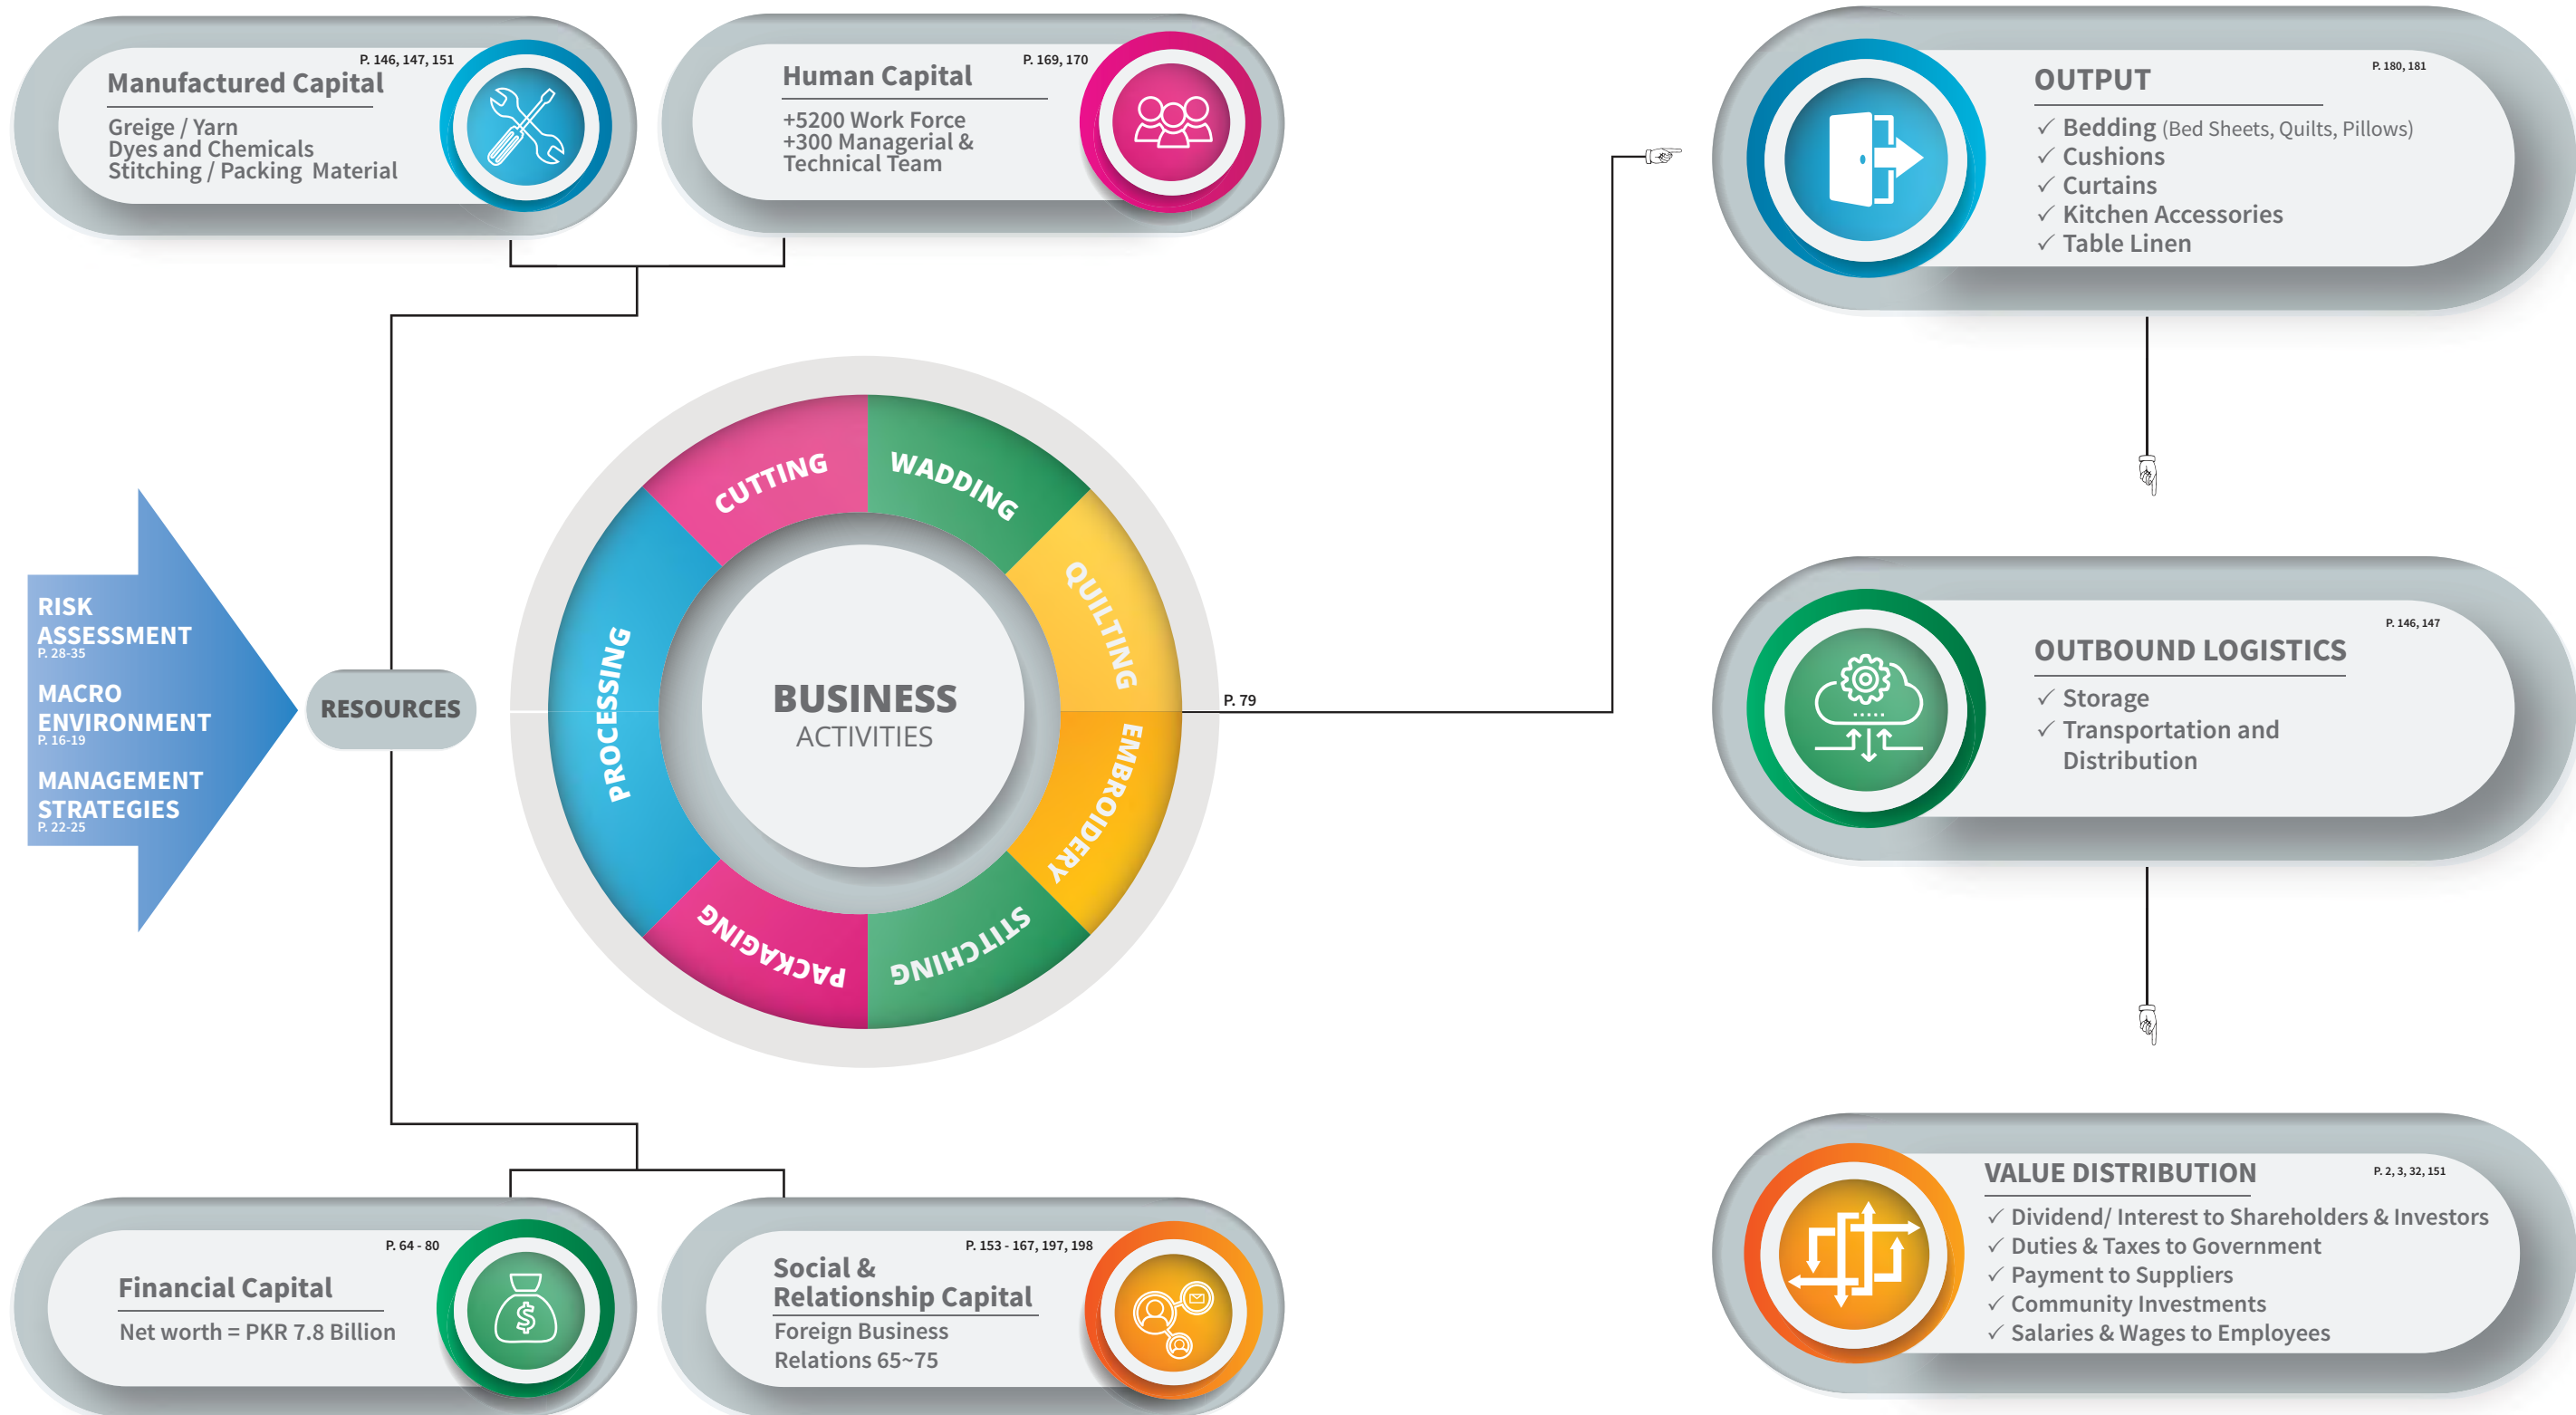 P. 146, 147, 151
Manufactured Capital
Greige / Yarn
Dyes and Chemicals
Stitching / Packing Material
P. 169, 170
Human Capital
+5200 Work Force
+300 Managerial &
Technical Team
RISK
ASSESSMENT
P. 28-35
MACRO
ENVIRONMENT
P. 16-19
MANAGEMENT
STRATEGIES
P. 22-25
RESOURCES
BUSINESS
ACTIVITIES
PROCESSING
CUTTING
WADDING
QUILTING
EMBROIDERY
STITCHING
PACKAGING
P. 79
P. 64 - 80
Financial Capital
Net worth = PKR 7.8 Billion
P. 153 - 167, 197, 198
Social &
Relationship Capital
Foreign Business
Relations 65~75
P. 180, 181
OUTPUT
✓ Bedding (Bed Sheets, Quilts, Pillows)
✓ Cushions
✓ Curtains
✓ Kitchen Accessories
✓ Table Linen
P. 146, 147
OUTBOUND LOGISTICS
✓ Storage
✓ Transportation and
Distribution
P. 2, 3, 32, 151
VALUE DISTRIBUTION
✓ Dividend/ Interest to Shareholders & Investors
✓ Duties & Taxes to Government
✓ Payment to Suppliers
✓ Community Investments
✓ Salaries & Wages to Employees